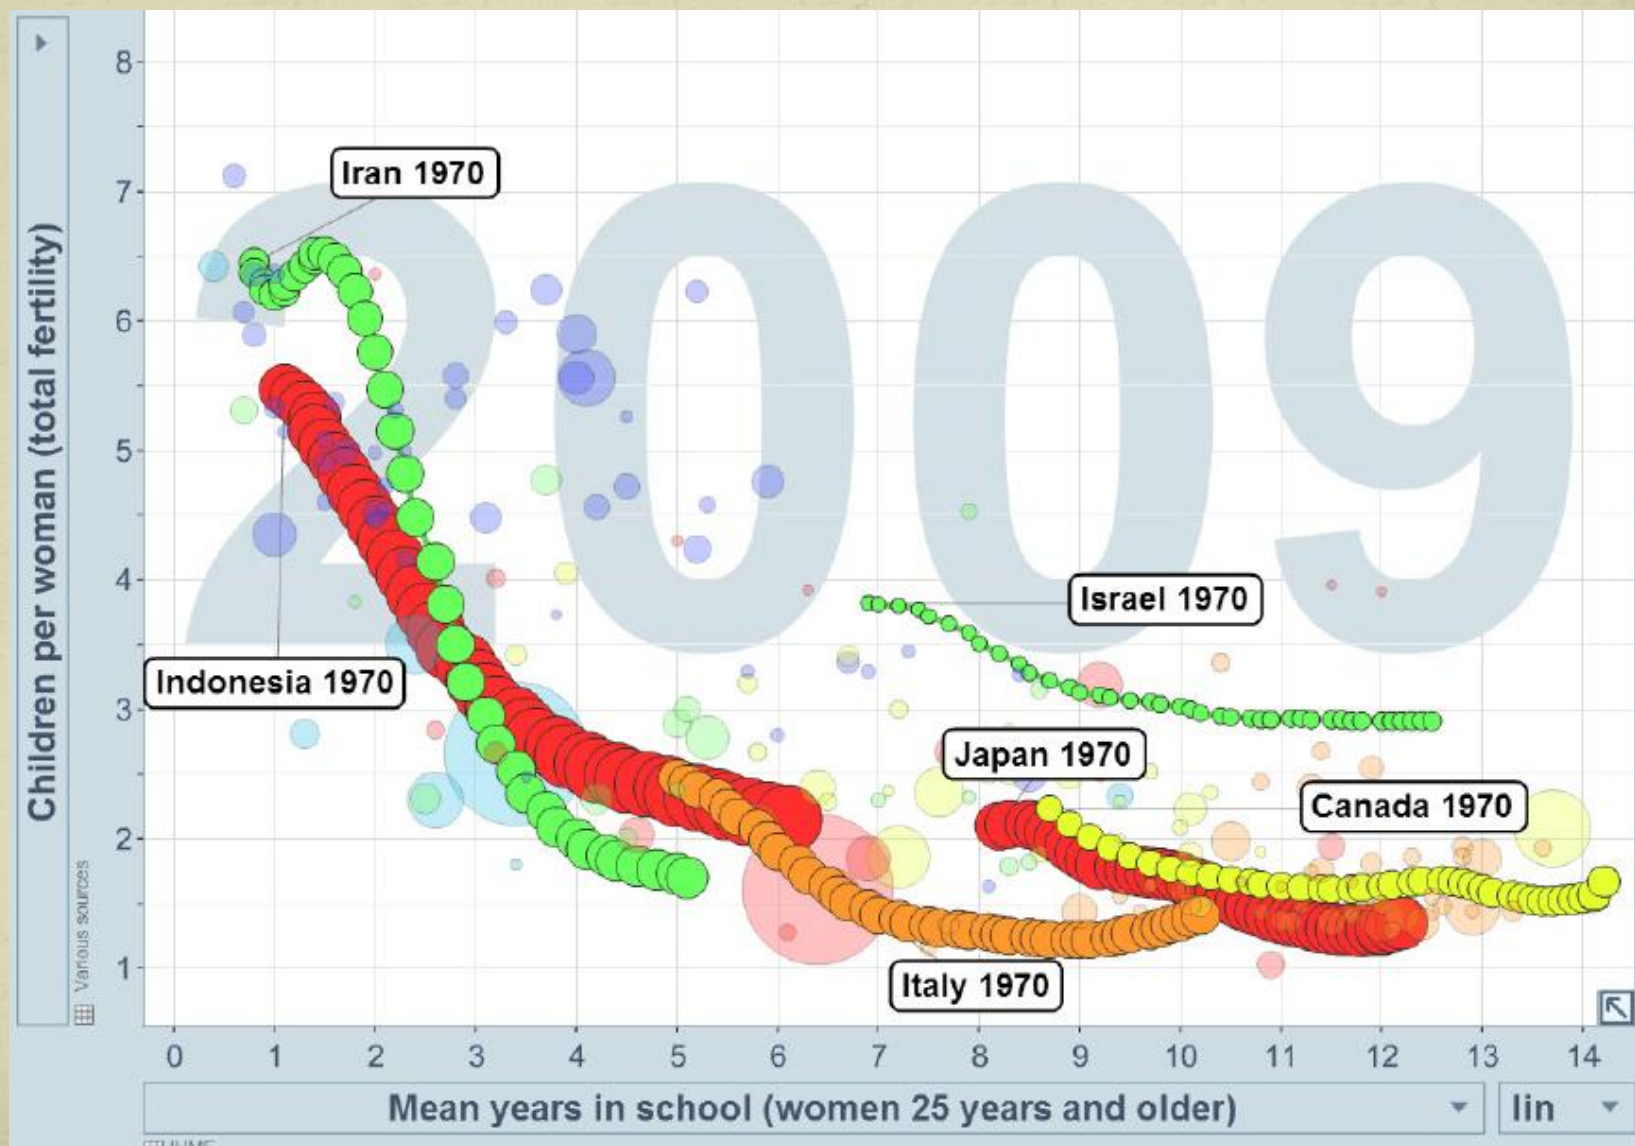 Children per woman (total fertility)
Various sources
8
7
6
5
4
3
2
1
2009
Iran 1970
Indonesia 1970
Israel 1970
Japan 1970
Canada 1970
Italy 1970
0 1 2 3 4 5 6 7 8 9 10 11 12 13 14
Mean years in school (women 25 years and older)
lin